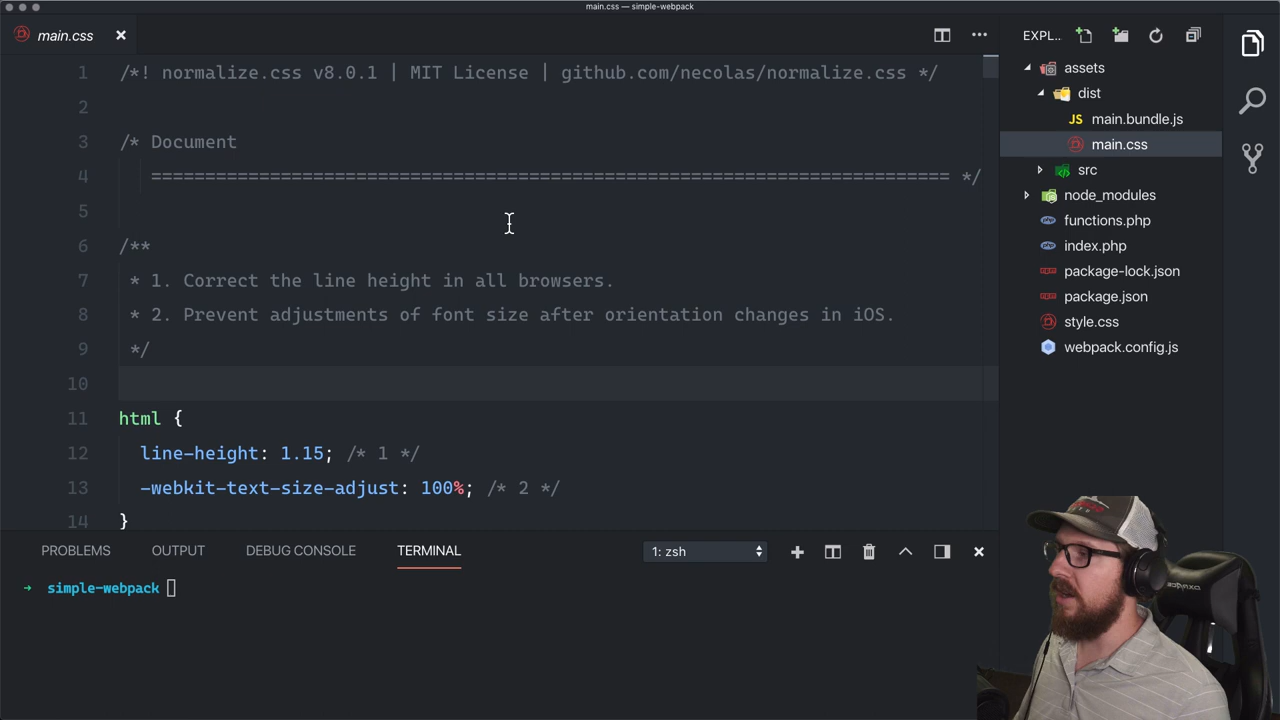 main.css — simple-webpack
main.css
1 /*! normalize.css v8.0.1 | MIT License | github.com/necolas/normalize.css */
2
3 /* Document
4 ========================================================================== */
5
6 /**
7 * 1. Correct the line height in all browsers.
8 * 2. Prevent adjustments of font size after orientation changes in iOS.
9 */
10
11 html {
12 line-height: 1.15; /* 1 */
13 -webkit-text-size-adjust: 100%; /* 2 */
14 }
PROBLEMS OUTPUT DEBUG CONSOLE TERMINAL 1: zsh
→ simple-webpack
EXPL..
assets
dist
JS main.bundle.js
main.css
src
node_modules
functions.php
index.php
package-lock.json
package.json
style.css
webpack.config.js